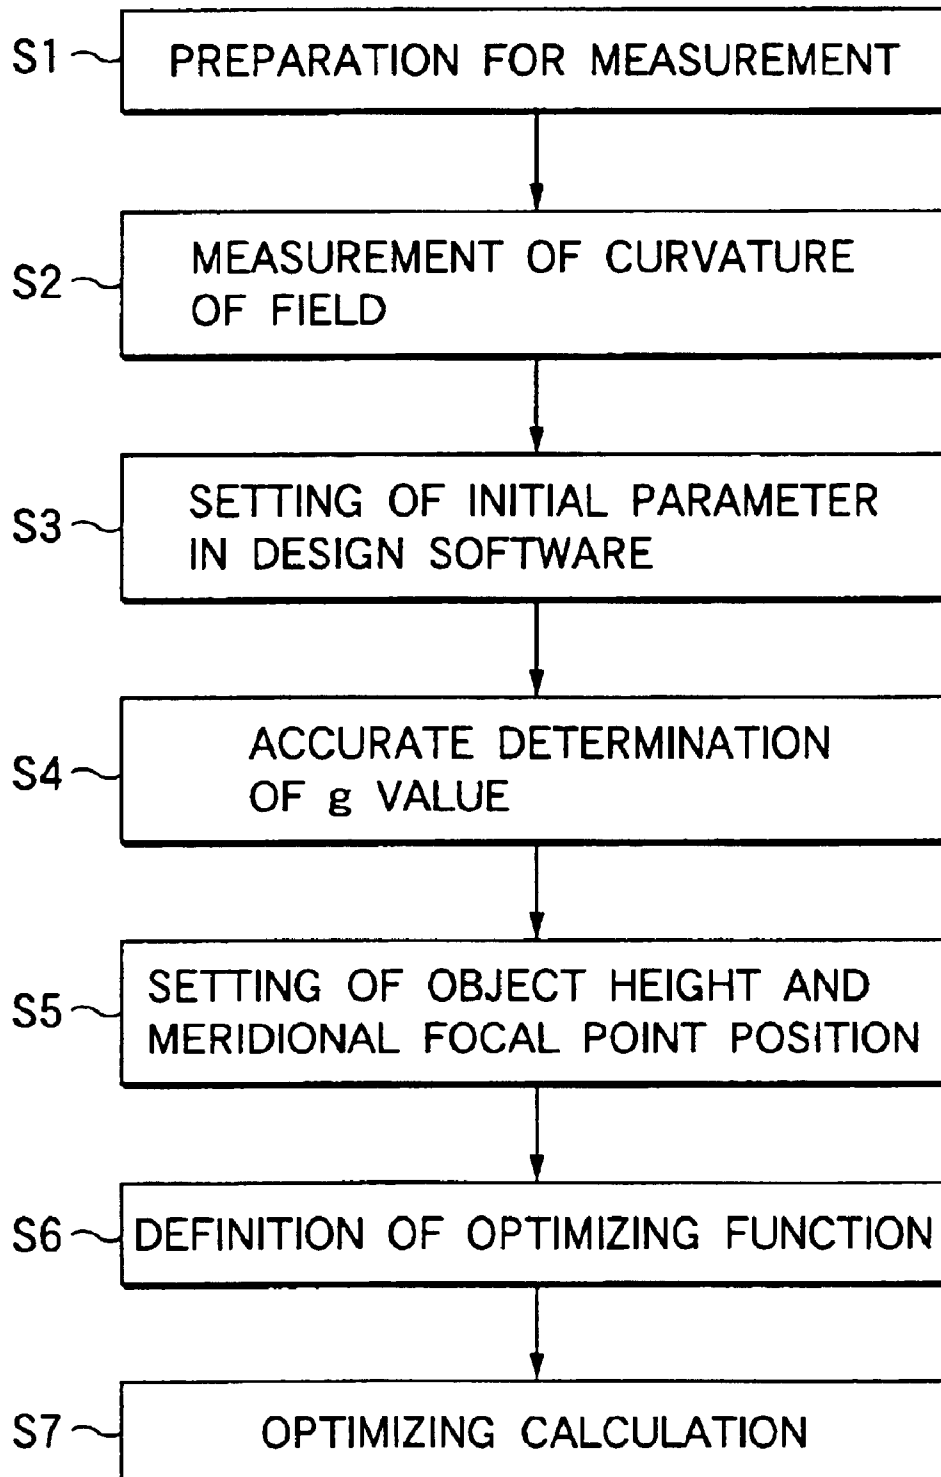 S1 PREPARATION FOR MEASUREMENT
S2 MEASUREMENT OF CURVATURE
OF FIELD
S3 SETTING OF INITIAL PARAMETER
IN DESIGN SOFTWARE
S4 ACCURATE DETERMINATION
OF g VALUE
S5 SETTING OF OBJECT HEIGHT AND
MERIDIONAL FOCAL POINT POSITION
S6 DEFINITION OF OPTIMIZING FUNCTION
S7 OPTIMIZING CALCULATION